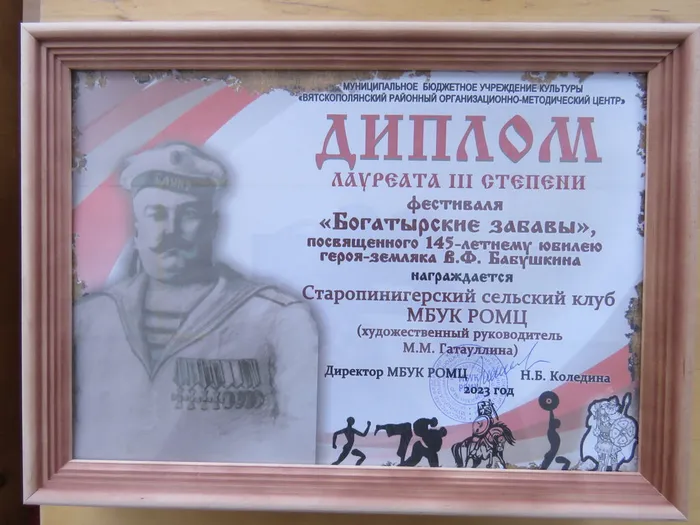 МУНИЦИПАЛЬНОЕ БЮДЖЕТНОЕ УЧРЕЖДЕНИЕ КУЛЬТУРЫ
«ВЯТСКОПОЛЯНСКИЙ РАЙОННЫЙ ОРГАНИЗАЦИОННО-МЕТОДИЧЕСКИЙ ЦЕНТР»
ДИПЛОМ
ЛАУРЕАТА III СТЕПЕНИ
фестиваля
«Богатырские забавы»,
посвященного 145-летнему юбилею
героя-земляка В.Ф. Бабушкина
награждается
Старопинигерский сельский клуб
МБУК РОМЦ
(художественный руководитель
М.М. Гатауллина)
Директор МБУК РОМЦ Н.Б. Коледина
2023 год